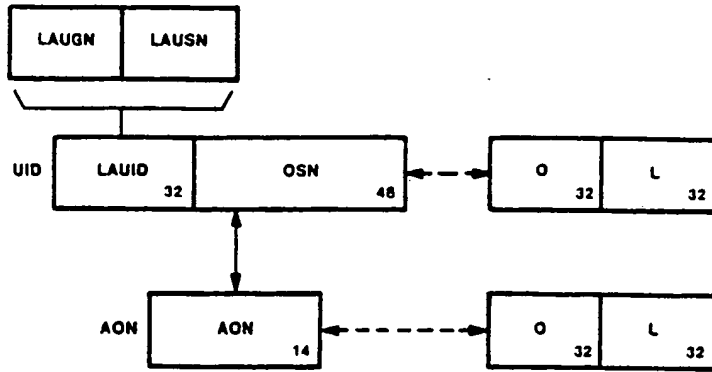 LAUGN LAUSN
UID LAUID 32 OSN 48 O 32 L 32
AON AON 14 O 32 L 32